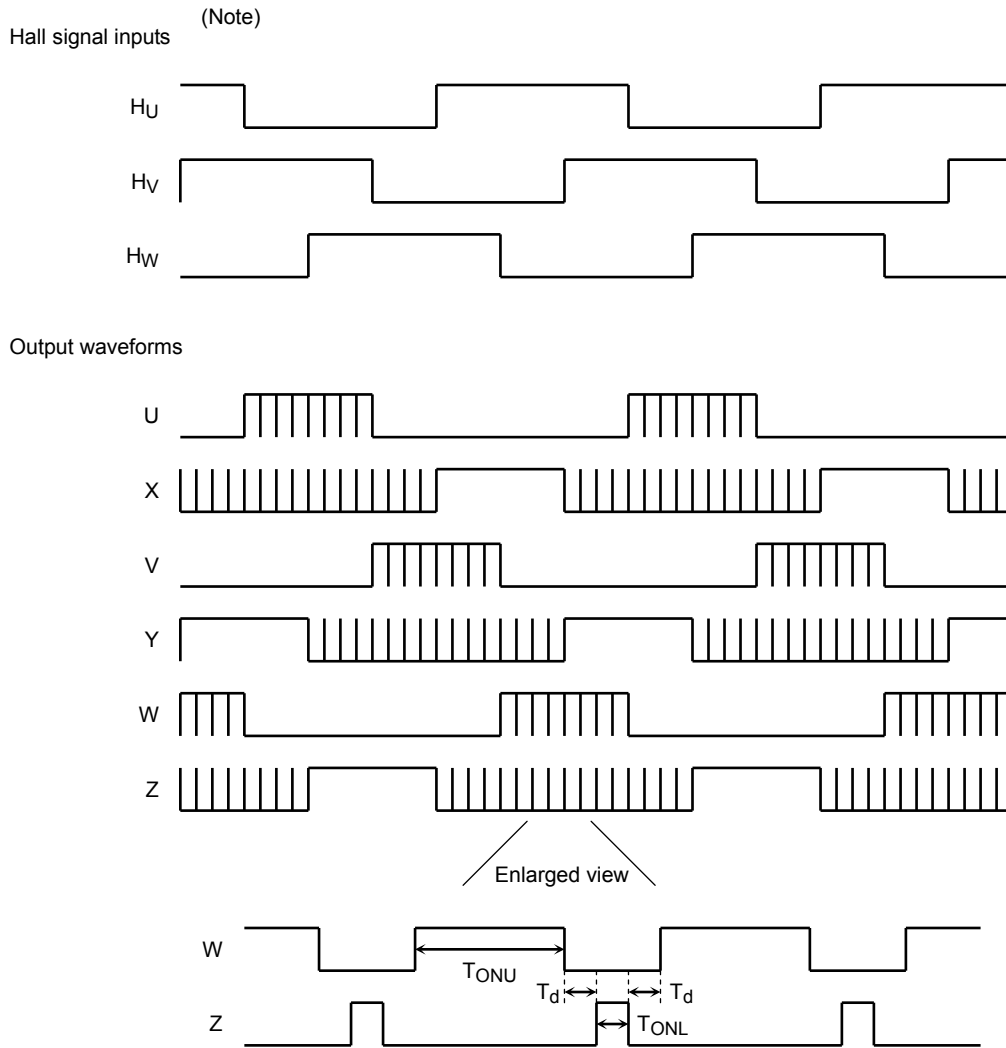 (Note)
Hall signal inputs
HU
HV
HW
Output waveforms
U
X
V
Y
W
Z
Enlarged view
W
TONU
Td
Td
Z
TONL